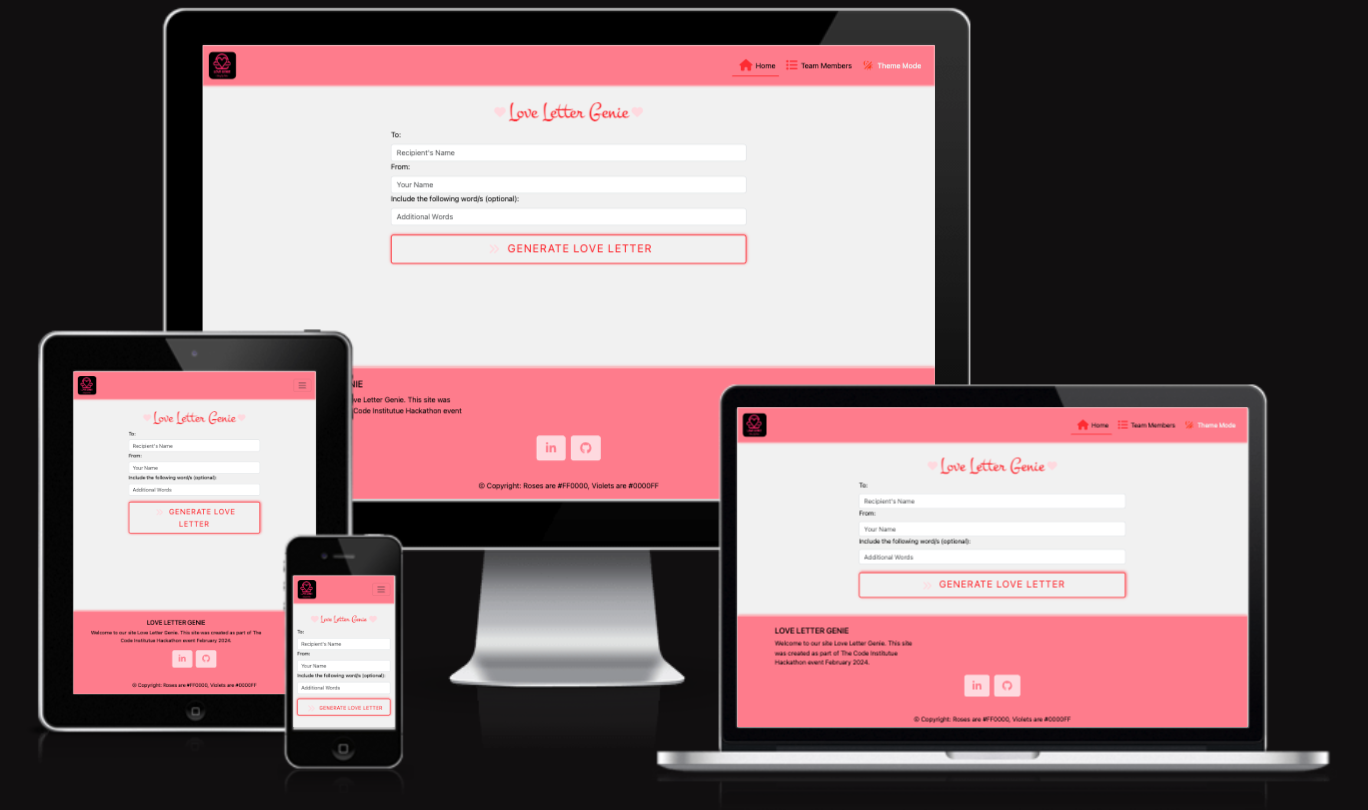 Home
Team Members
Theme Mode
Love Letter Genie
To:
Recipient's Name
From:
Your Name
Include the following word/s (optional):
Additional Words
GENERATE LOVE LETTER
NIE
ve Letter Genie. This site was
Code Institutue Hackathon event
in
© Copyright: Roses are #FF0000, Violets are #0000FF
Love Letter Genie
To:
Recipient's Name
From:
Your Name
Include the following word/s (optional):
Additional Words
GENERATE LOVE
LETTER
LOVE LETTER GENIE
Welcome to our site Love Letter Genie. This site was created as part of The
Code Institutue Hackathon event February 2024.
in
© Copyright: Roses are #FF0000, Violets are #0000FF
Love Letter Genie
To:
Recipient's Name
From:
Your Name
Include the following word/s (optional):
Additional Words
GENERATE LOVE LETTER
Home
Team Members
Theme Mode
Love Letter Genie
To:
Recipient's Name
From:
Your Name
Include the following word/s (optional):
Additional Words
GENERATE LOVE LETTER
LOVE LETTER GENIE
Welcome to our site Love Letter Genie. This site
was created as part of The Code Institutue
Hackathon event February 2024.
in
© Copyright: Roses are #FF0000, Violets are #0000FF